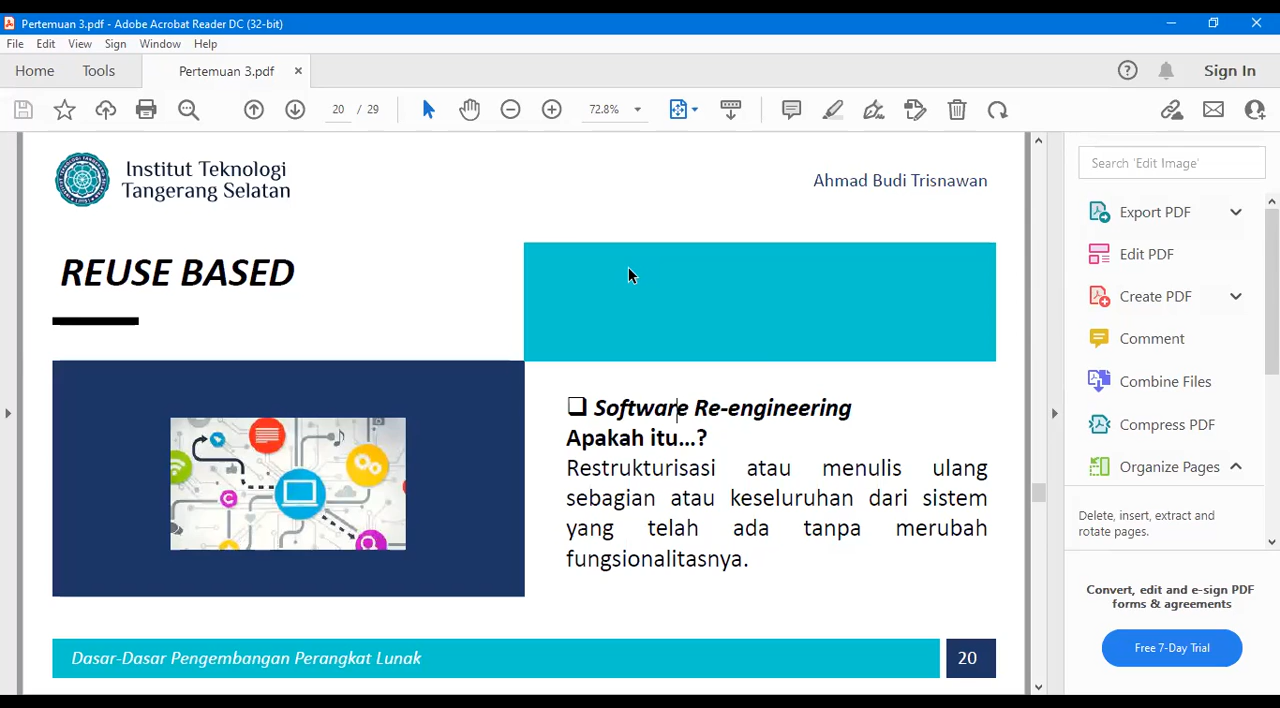 Pertemuan 3.pdf - Adobe Acrobat Reader DC (32-bit)
File Edit View Sign Window Help
Home Tools Pertemuan 3.pdf × Sign In
20 / 29 72.8%
Institut Teknologi
Tangerang Selatan
Ahmad Budi Trisnawan
REUSE BASED
❑ Software Re-engineering
Apakah itu...?
Restrukturisasi atau menulis ulang
sebagian atau keseluruhan dari sistem
yang telah ada tanpa merubah
fungsionalitasnya.
Dasar-Dasar Pengembangan Perangkat Lunak
20
Search 'Edit Image'
Export PDF
Edit PDF
Create PDF
Comment
Combine Files
Compress PDF
Organize Pages
Delete, insert, extract and
rotate pages.
Convert, edit and e-sign PDF
forms & agreements
Free 7-Day Trial